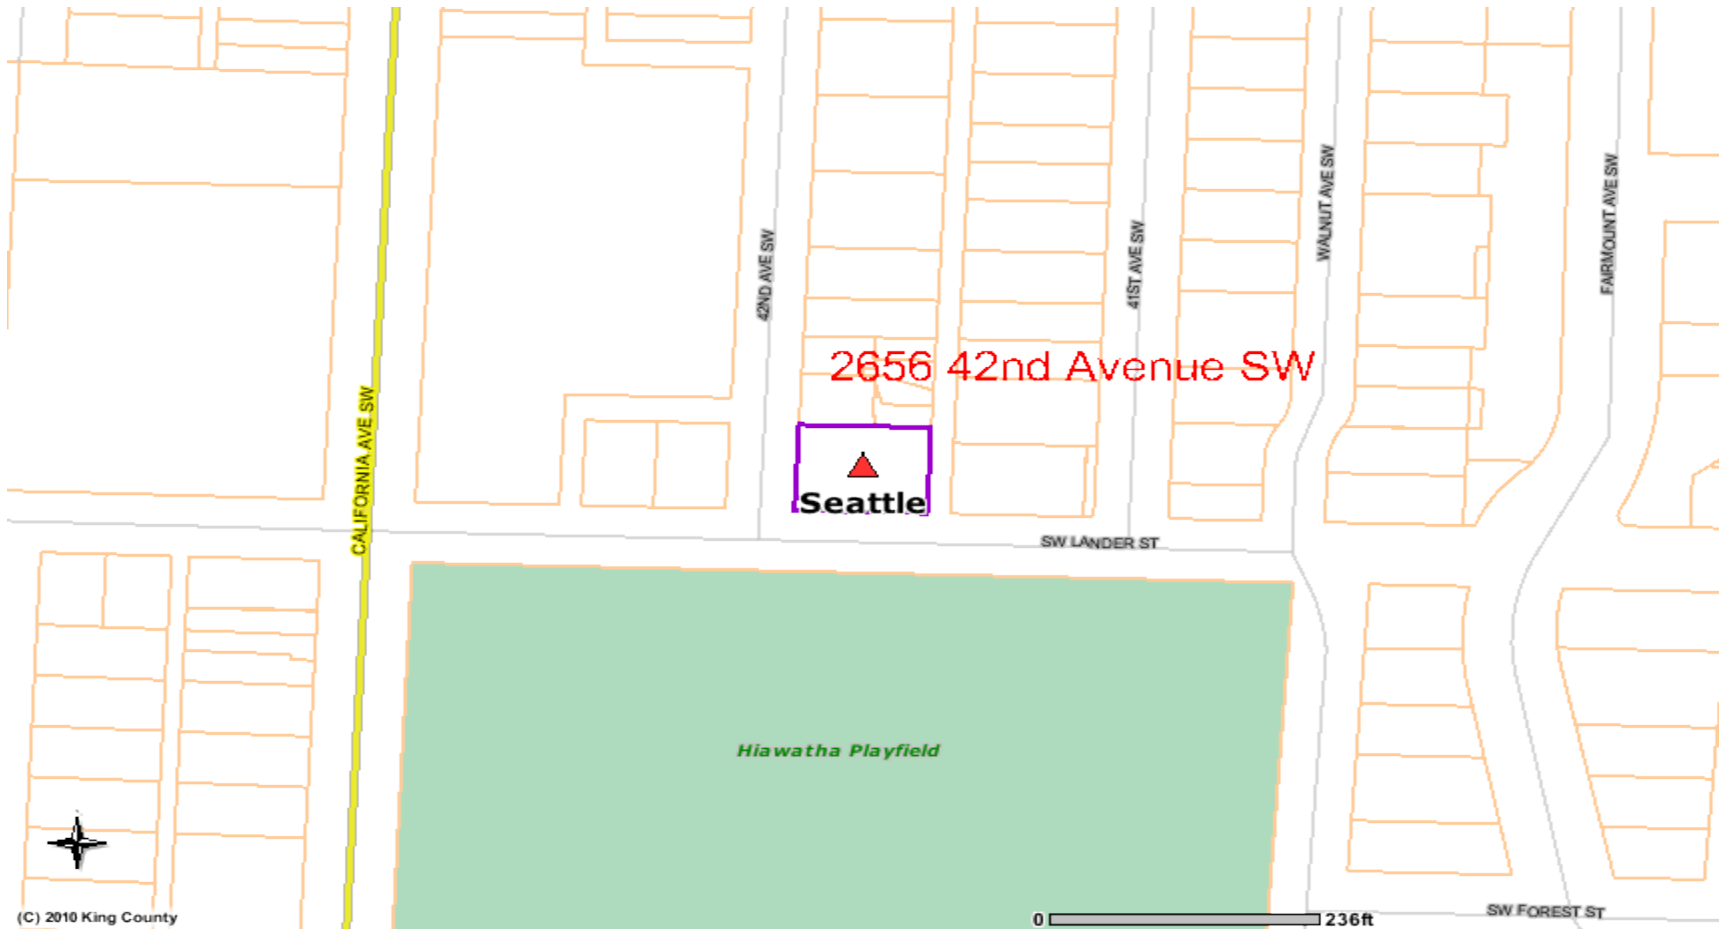 42ND AVE SW
41ST AVE SW
WALNUT AVE SW
FAIRMOUNT AVE SW
2656 42nd Avenue SW
CALIFORNIA AVE SW
Seattle
SW LANDER ST
Hiawatha Playfield
(C) 2010 King County
0 236ft
SW FOREST ST